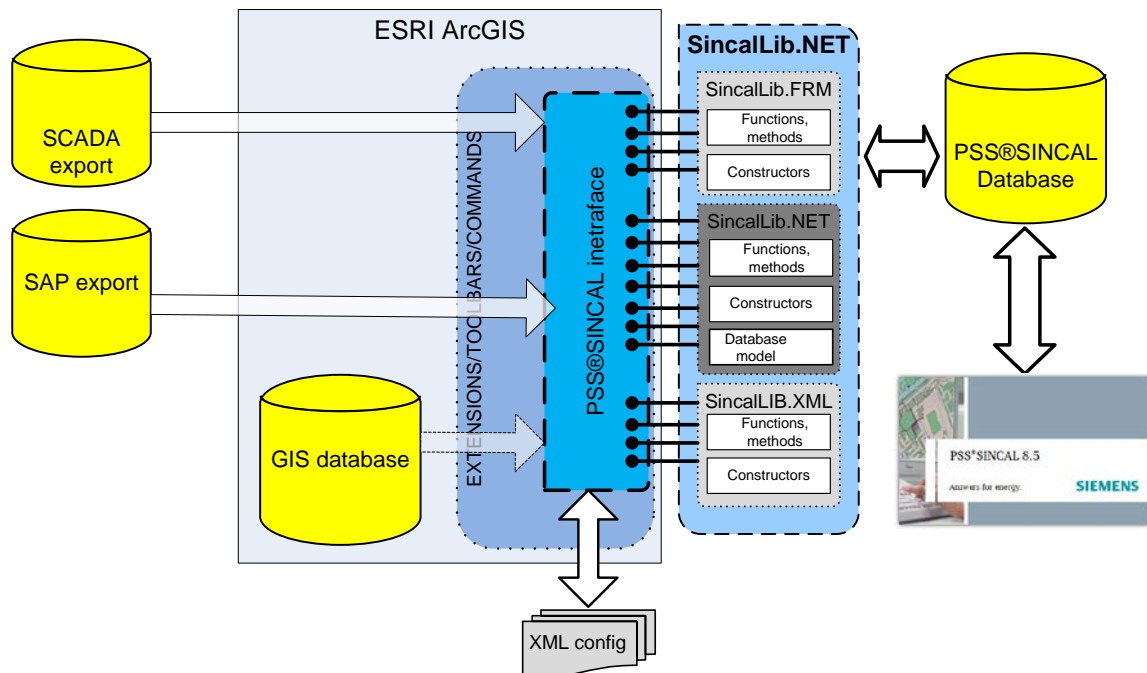 ESRI ArcGIS
SCADA
export
SAP export
GIS database
EXTENSIONS/TOOLBARS/COMMANDS
PSS®SINCAL inetraface
XML config
SincalLib.NET
SincalLib.FRM
Functions,
methods
Constructors
SincalLib.NET
Functions,
methods
Constructors
Database
model
SincalLIB.XML
Functions,
methods
Constructors
PSS®SINCAL
Database
PSS®SINCAL 8.5
Answers for energy.
SIEMENS